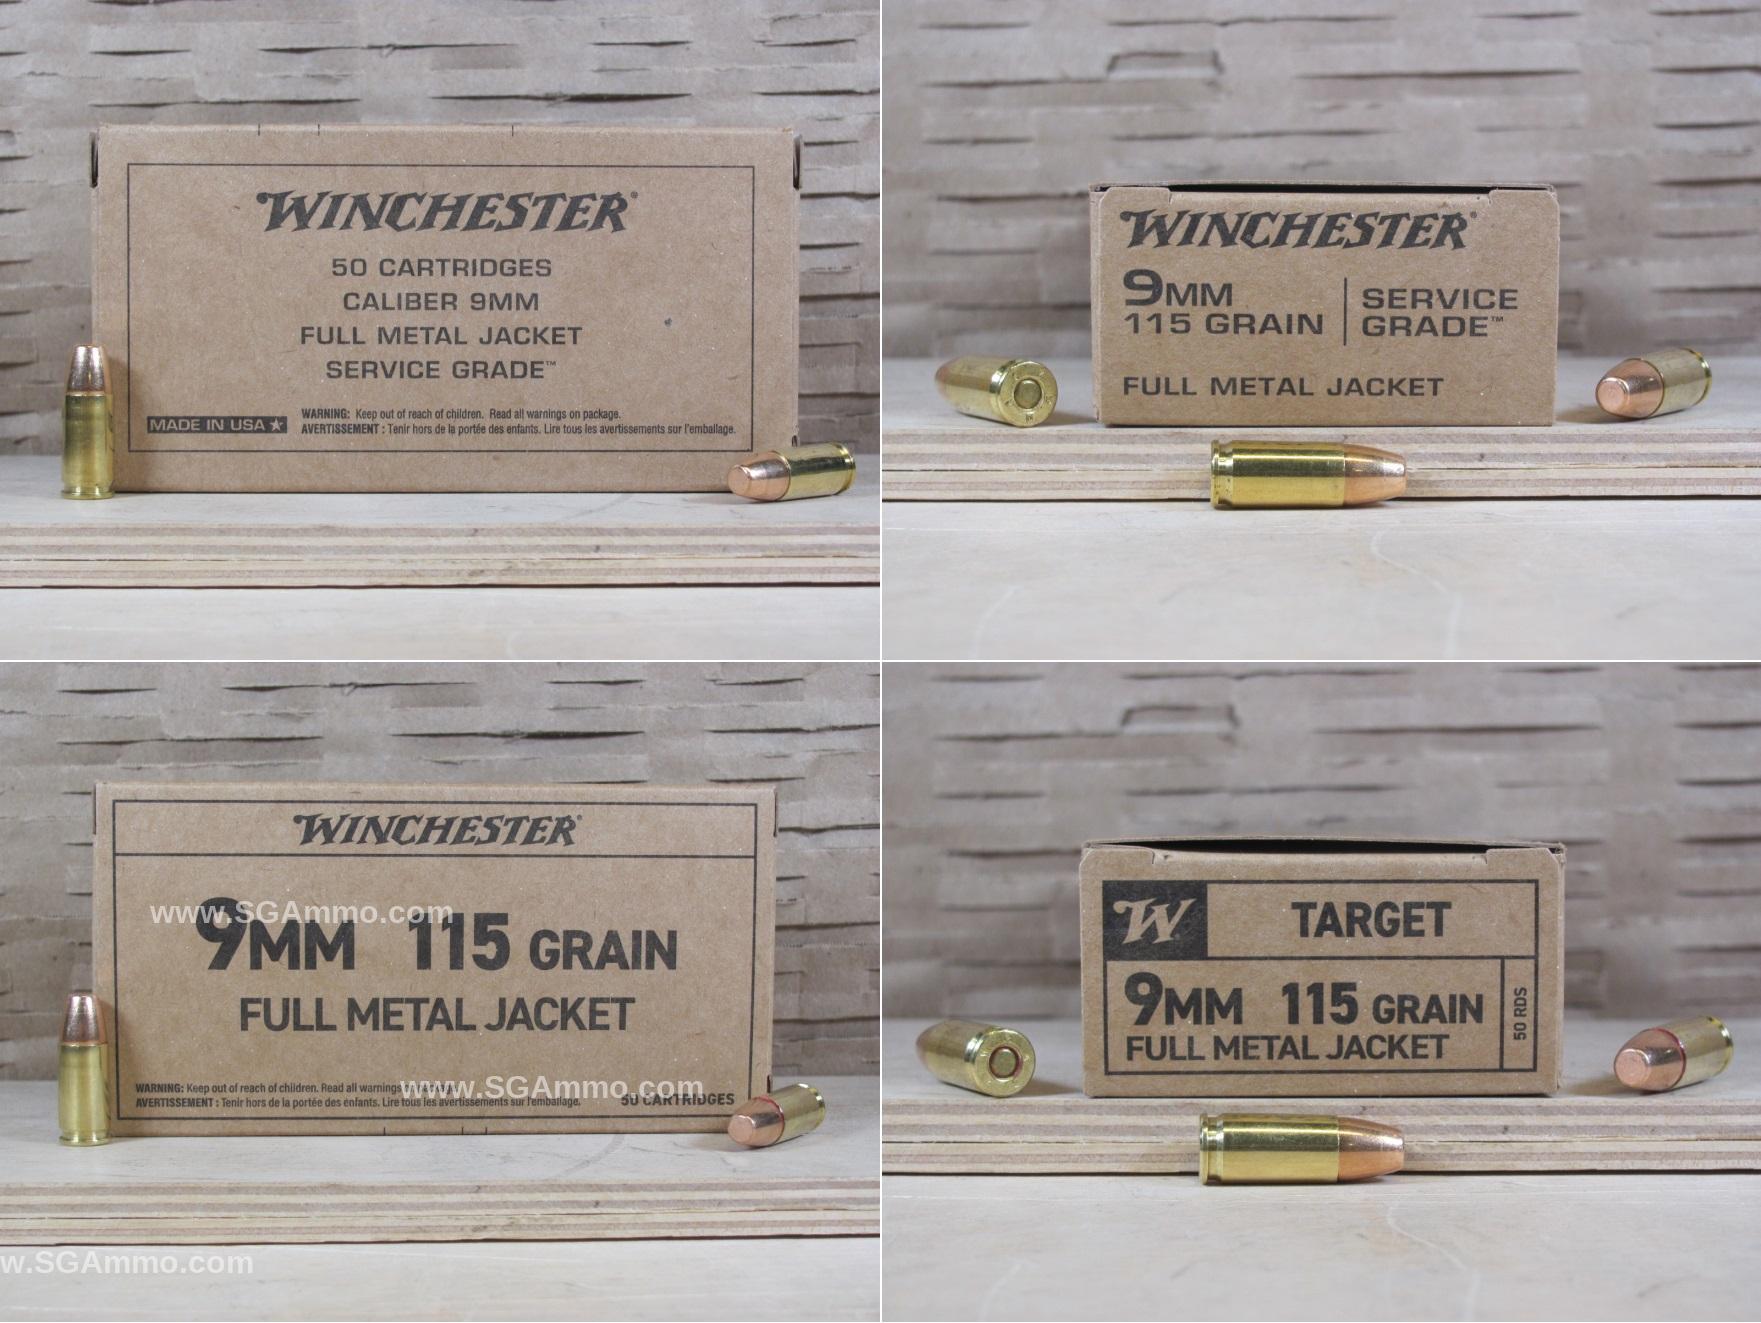 WINCHESTER®
50 CARTRIDGES
CALIBER 9MM
FULL METAL JACKET
SERVICE GRADE™
MADE IN USA ★
WARNING: Keep out of reach of children. Read all warnings on package.
AVERTISSEMENT : Tenir hors de la portée des enfants. Lire tous les avertissements sur l'emballage.
WINCHESTER®
9MM
115 GRAIN
SERVICE
GRADE™
FULL METAL JACKET
WINCHESTER®
www.SGAmmo.com
9MM 115 GRAIN
FULL METAL JACKET
WARNING: Keep out of reach of children. Read all warnings on package.
AVERTISSEMENT : Tenir hors de la portée des enfants. Lire tous les avertissements sur l'emballage.
www.SGAmmo.com
50 CARTRIDGES
w.SGAmmo.com
W TARGET
9MM 115 GRAIN
FULL METAL JACKET
50 RDS